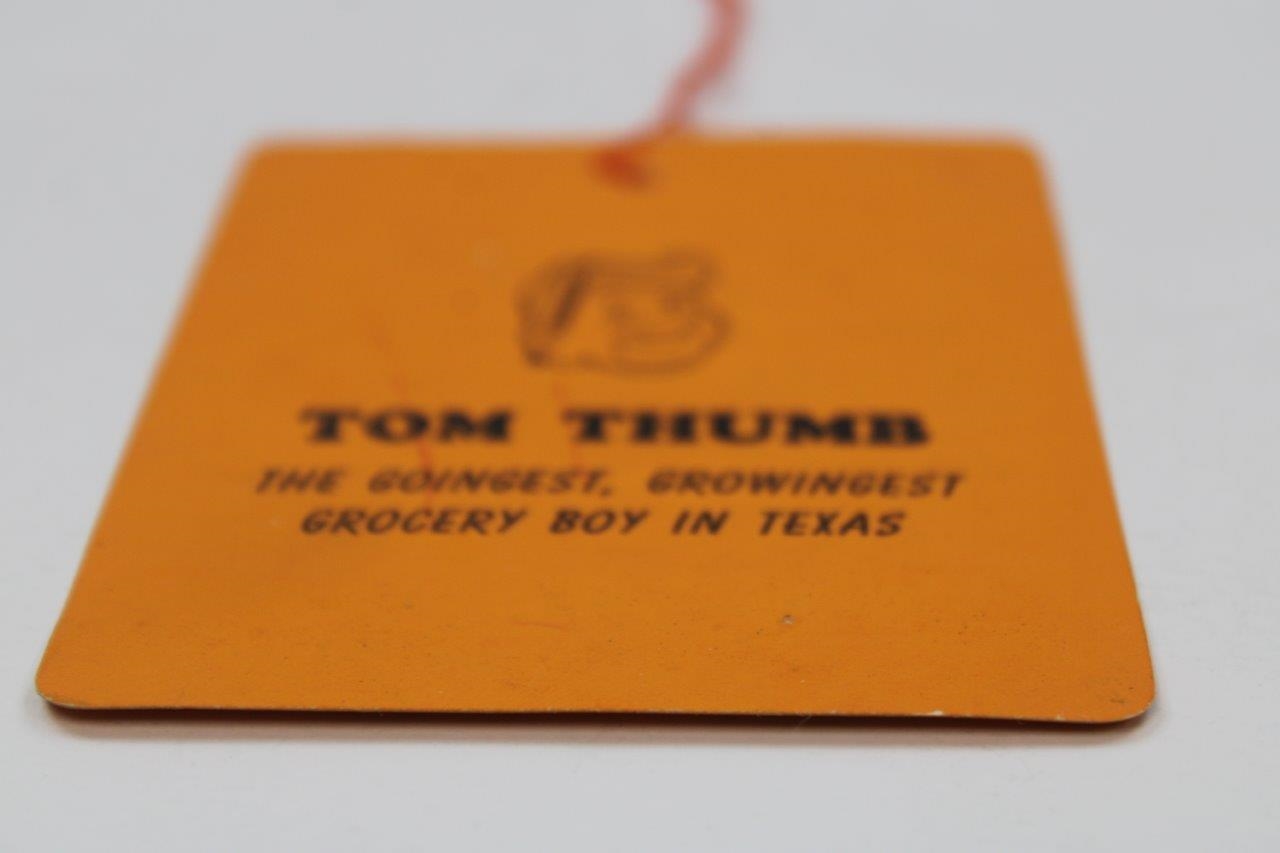 TOM THUMB
THE GOINGEST, GROWINGEST
GROCERY BOY IN TEXAS